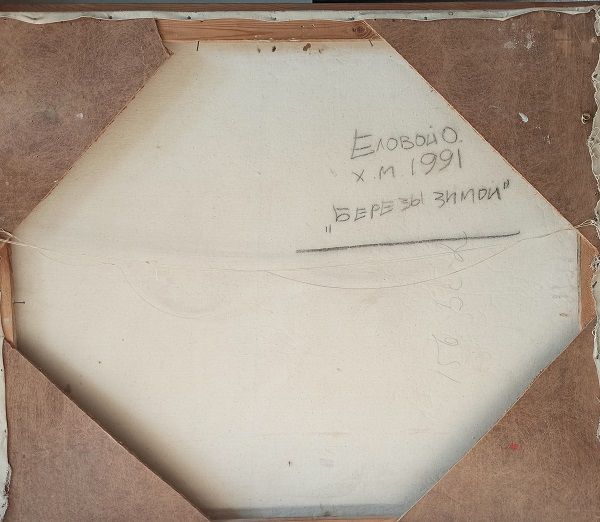 Еловой О.
х.м. 1991
"Березы зимой"